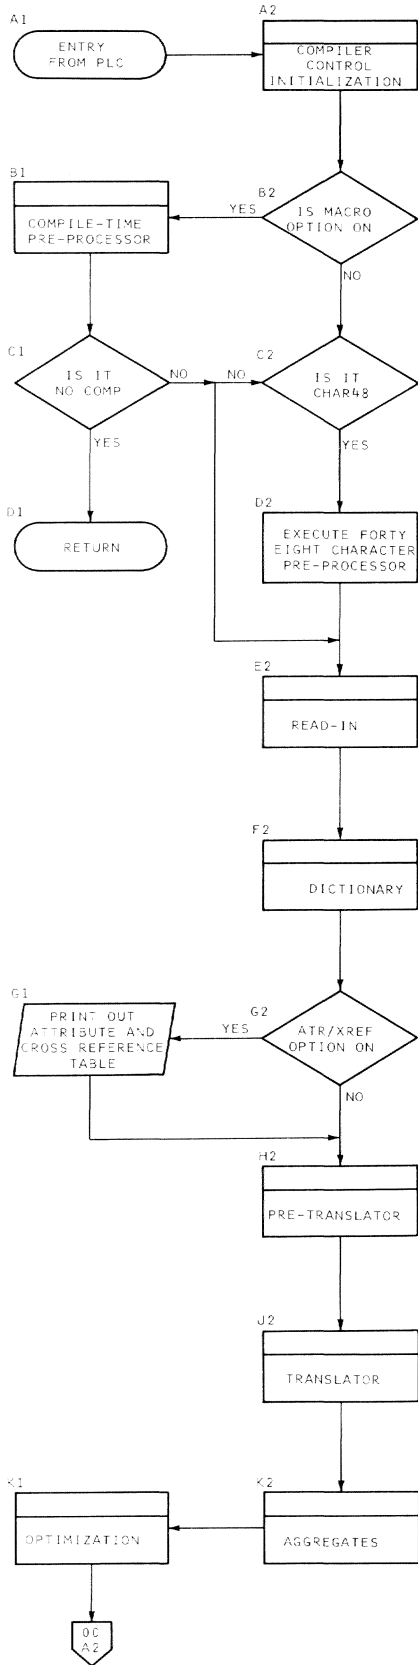 A1
ENTRY
FROM PLC
A2
COMPILER
CONTROL
INITIALIZATION
B1
COMPILE-TIME
PRE-PROCESSOR
YES
B2
IS MACRO
OPTION ON
NO
C1
IS IT
NO COMP
NO
NO
YES
C2
IS IT
CHAR48
YES
D1
RETURN
D2
EXECUTE FORTY
EIGHT CHARACTER
PRE-PROCESSOR
E2
READ-IN
F2
DICTIONARY
G1
PRINT OUT
ATTRIBUTE AND
CROSS REFERENCE
TABLE
YES
G2
ATR/XREF
OPTION ON
NO
H2
PRE-TRANSLATOR
J2
TRANSLATOR
K1
OPTIMIZATION
K2
AGGREGATES
OC
A2